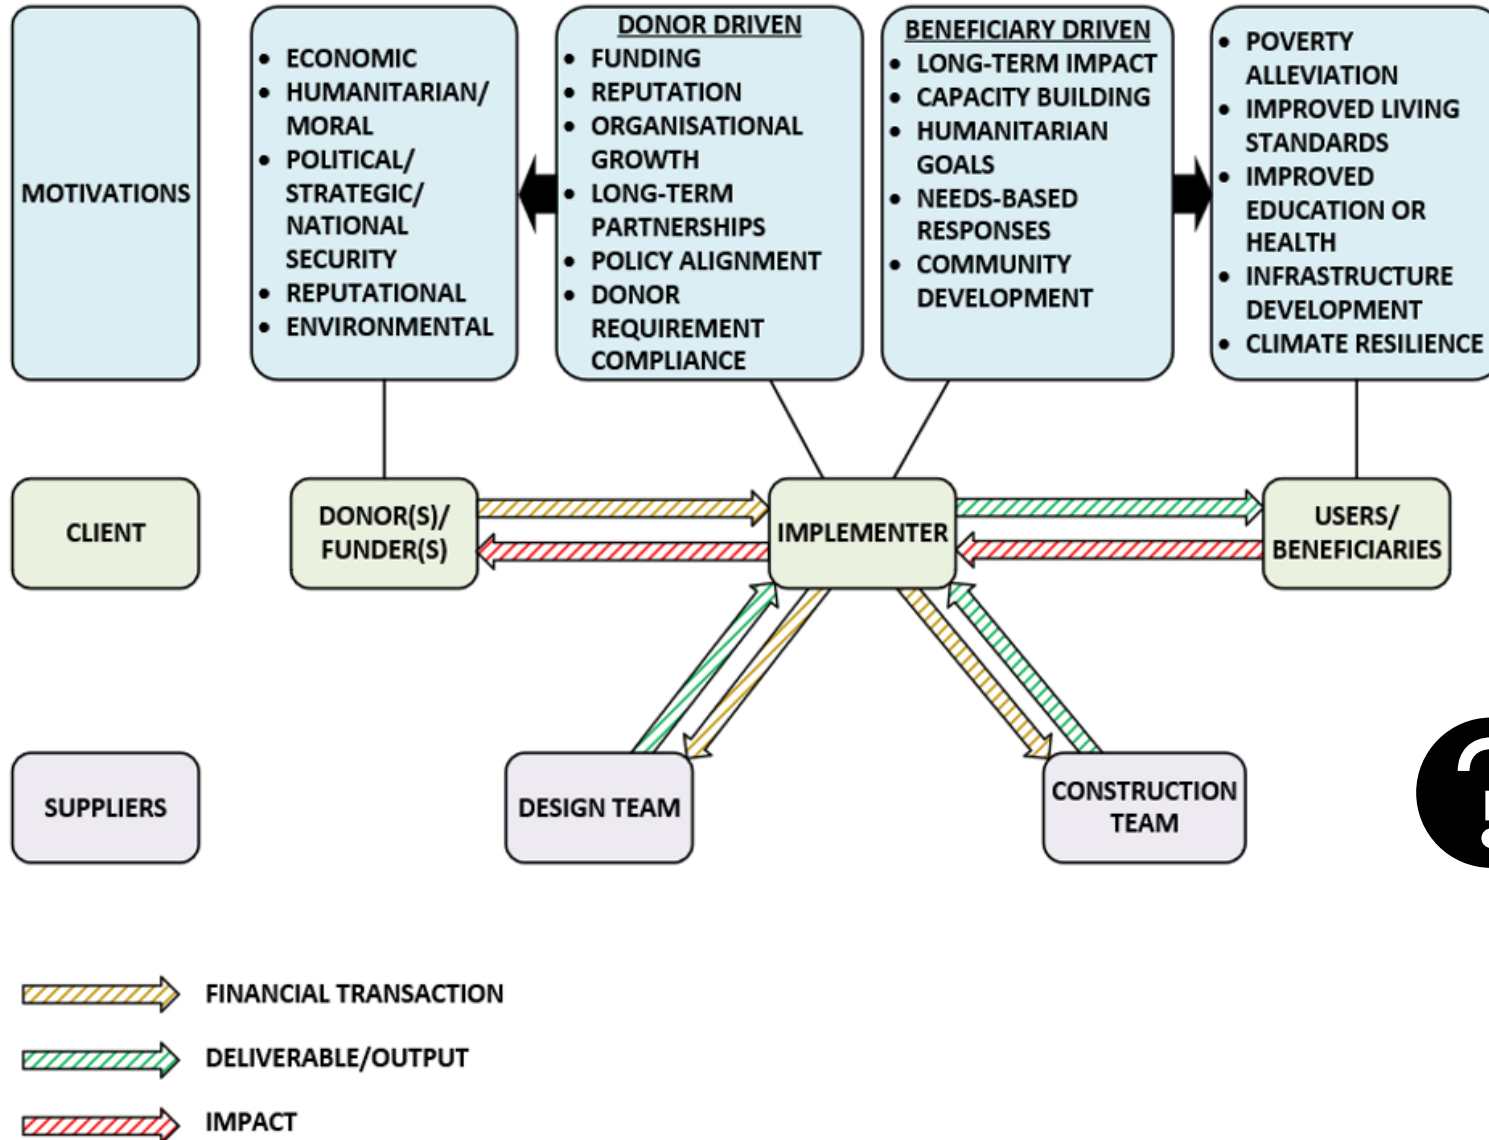 MOTIVATIONS
• ECONOMIC
• HUMANITARIAN/
MORAL
• POLITICAL/
STRATEGIC/
NATIONAL
SECURITY
• REPUTATIONAL
• ENVIRONMENTAL
DONOR DRIVEN
• FUNDING
• REPUTATION
• ORGANISATIONAL
GROWTH
• LONG-TERM
PARTNERSHIPS
• POLICY ALIGNMENT
• DONOR
REQUIREMENT
COMPLIANCE
BENEFICIARY DRIVEN
• LONG-TERM IMPACT
• CAPACITY BUILDING
• HUMANITARIAN
GOALS
• NEEDS-BASED
RESPONSES
• COMMUNITY
DEVELOPMENT
• POVERTY
ALLEVIATION
• IMPROVED LIVING
STANDARDS
• IMPROVED
EDUCATION OR
HEALTH
• INFRASTRUCTURE
DEVELOPMENT
• CLIMATE RESILIENCE
CLIENT
DONOR(S)/
FUNDER(S)
IMPLEMENTER
USERS/
BENEFICIARIES
SUPPLIERS
DESIGN TEAM
CONSTRUCTION
TEAM
?
FINANCIAL TRANSACTION
DELIVERABLE/OUTPUT
IMPACT